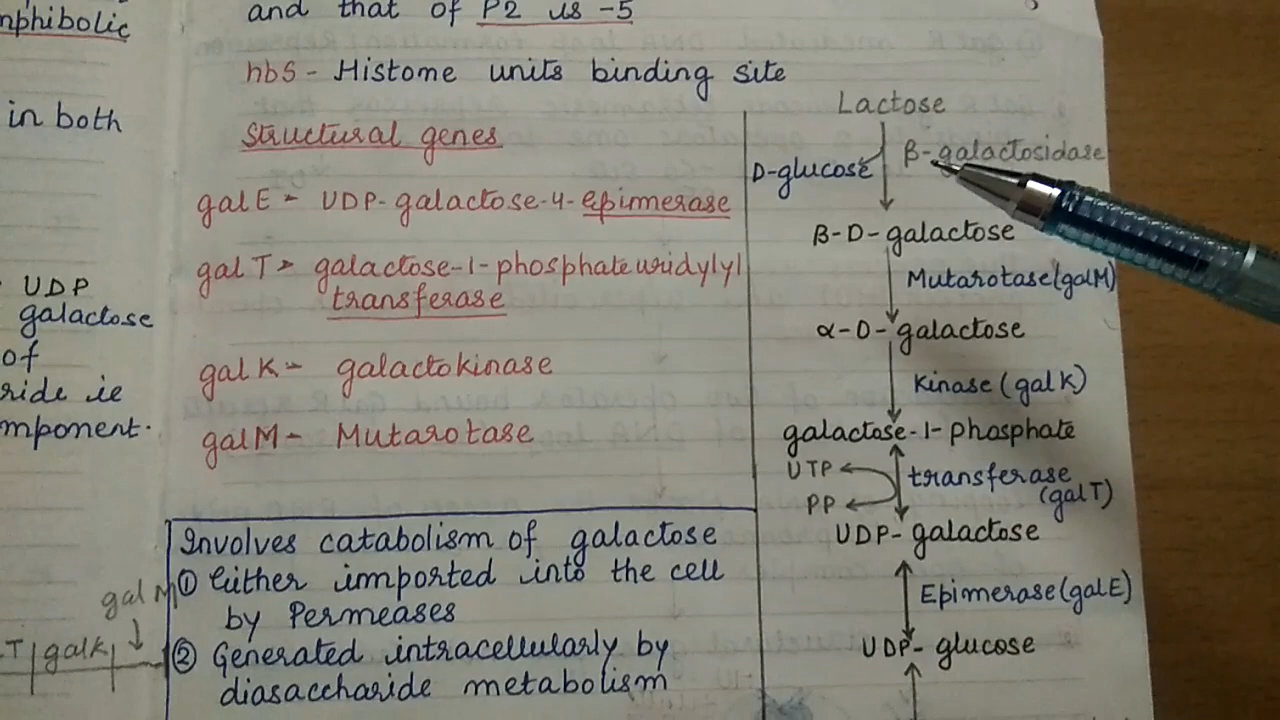 nphibolic
in both
UDP
galactose
of
ride ie
mponent.
galM
T | galK |
and that of P2 is -5
hbS - Histome units binding site
Structural genes
galE - UDP-galactose-4-epimerase
galT - galactose-1-phosphate uridylyl
transferase
galK - galactokinase
galM - Mutarotase
Involves catabolism of galactose
① Either imported into the cell
by Permeases
② Generated intracellularly by
diasaccharide metabolism
Lactose
D-glucose β-galactosidase
β-D-galactose
Mutarotase (galM)
α-D-galactose
Kinase (galK)
galactose-1-phosphate
UTP transferase
PP (galT)
UDP-galactose
Epimerase (galE)
UDP-glucose